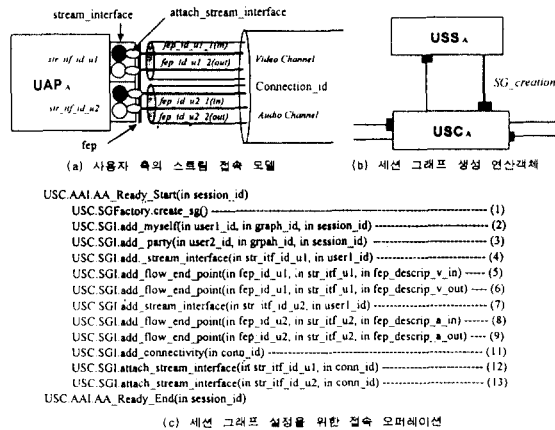 stream_interface
attach_stream_interface
str_itf_id_u1
UAP A
str_itf_id_u2
fep_id_u1_1(in)
fep_id_u1_2(out)
fep_id_u2_1(in)
fep_id_u2_2(out)
Video Channel
Connection_id
Audio Channel
fep
(a) 사용자 측의 스트림 접속 모델
USS A
SG_creation
USC A
(b) 세션 그래프 생성 연산객체
USC.AAI.AA_Ready_Start(in session_id)
USC.SGFactory.create_sg() (1)
USC.SGI.add_myself(in user1_id, in graph_id, in session_id) (2)
USC.SGI.add_party(in user2_id, in grpah_id, in session_id) (3)
USC.SGI.add._stream_interface(in str_itf_id_u1, in user1_id) (4)
USC.SGI.add_flow_end_point(in fep_id_u1, in str_itf_u1, in fep_descrip_v_in) (5)
USC.SGI.add_flow_end_point(in fep_id_u1, in str_itf_u1, in fep_descrip_v_out) (6)
USC.SGI.add_stream_interface(in str_itf_id_u2, in user1_id) (7)
USC.SGI.add_flow_end_point(in fep_id_u2, in str_itf_u2, in fep_descrip_a_in) (8)
USC.SGI.add_flow_end_point(in fep_id_u2, in str_itf_u2, in fep_descrip_a_out) (9)
USC.SGI.add_connectivity(in conq_id) (11)
USC.SGI.attach_stream_interface(in str_itf_id_u1, in conn_id) (12)
USC.SGI.attach_stream_interface(in str_itf_id_u2, in conn_id) (13)
USC.AAI.AA_Ready_End(in session_id)
(c) 세션 그래프 설정을 위한 접속 오퍼레이션